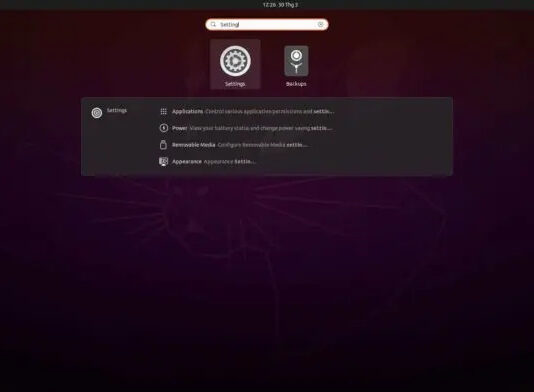 12:26 30 Thg 3
Setting
Settings
Backups
Settings
Applications Control various application permissions and settin…
Power View your battery status and change power saving settin…
Removable Media Configure Removable Media settin…
Appearance Appearance Settin…